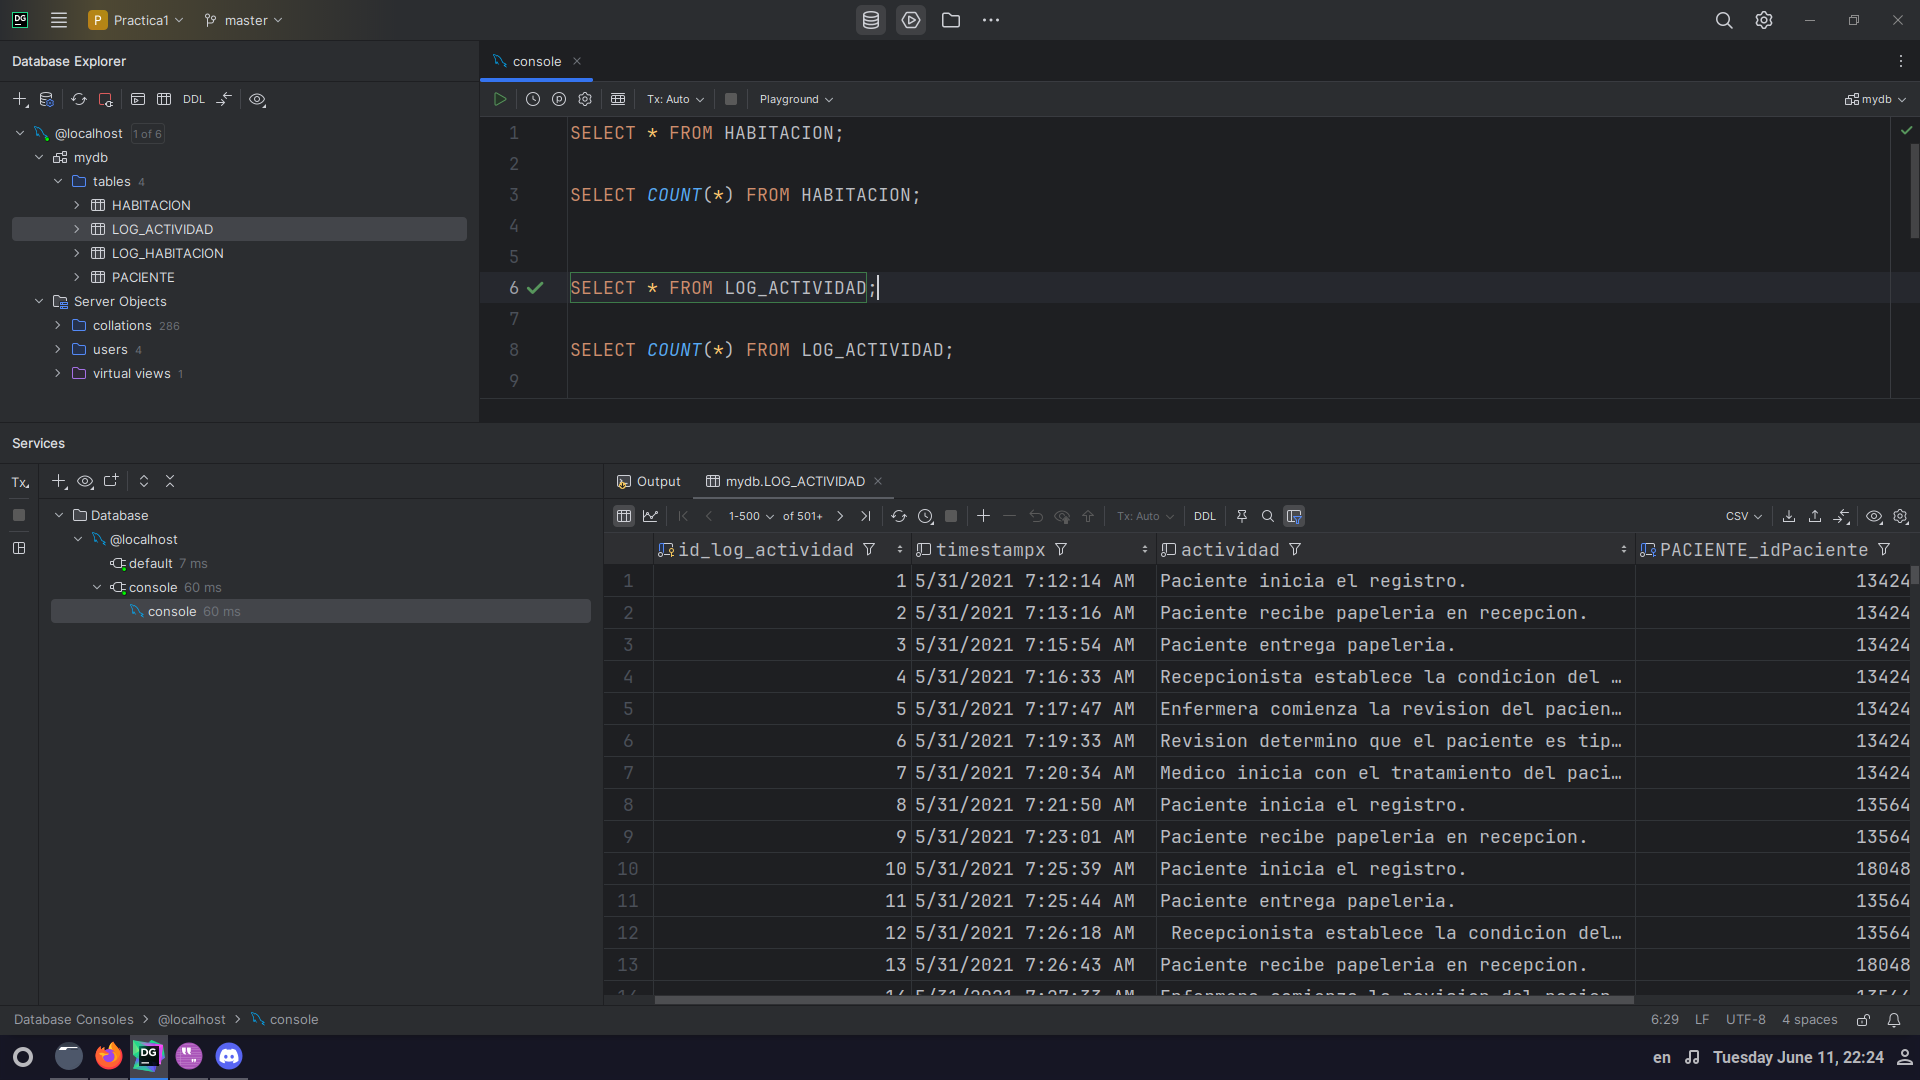 P Practica1 master
Database Explorer
console
DDL
Tx: Auto Playground mydb
@localhost 1 of 6
mydb
tables 4
HABITACION
LOG_ACTIVIDAD
LOG_HABITACION
PACIENTE
Server Objects
collations 286
users 4
virtual views 1
1 SELECT * FROM HABITACION;
2
3 SELECT COUNT(*) FROM HABITACION;
4
5
6 SELECT * FROM LOG_ACTIVIDAD;
7
8 SELECT COUNT(*) FROM LOG_ACTIVIDAD;
9
Services
Tx
Database
@localhost
default 7 ms
console 60 ms
console 60 ms
Output mydb.LOG_ACTIVIDAD
1-500 of 501+ Tx: Auto DDL CSV
id_log_actividad timestampx actividad PACIENTE_idPaciente
1 1 5/31/2021 7:12:14 AM Paciente inicia el registro. 13424
2 2 5/31/2021 7:13:16 AM Paciente recibe papeleria en recepcion. 13424
3 3 5/31/2021 7:15:54 AM Paciente entrega papeleria. 13424
4 4 5/31/2021 7:16:33 AM Recepcionista establece la condicion del … 13424
5 5 5/31/2021 7:17:47 AM Enfermera comienza la revision del pacien… 13424
6 6 5/31/2021 7:19:33 AM Revision determino que el paciente es tip… 13424
7 7 5/31/2021 7:20:34 AM Medico inicia con el tratamiento del paci… 13424
8 8 5/31/2021 7:21:50 AM Paciente inicia el registro. 13564
9 9 5/31/2021 7:23:01 AM Paciente recibe papeleria en recepcion. 13564
10 10 5/31/2021 7:25:39 AM Paciente inicia el registro. 18048
11 11 5/31/2021 7:25:44 AM Paciente entrega papeleria. 13564
12 12 5/31/2021 7:26:18 AM Recepcionista establece la condicion del… 13564
13 13 5/31/2021 7:26:43 AM Paciente recibe papeleria en recepcion. 18048
Database Consoles > @localhost > console 6:29 LF UTF-8 4 spaces
DG en Tuesday June 11, 22:24